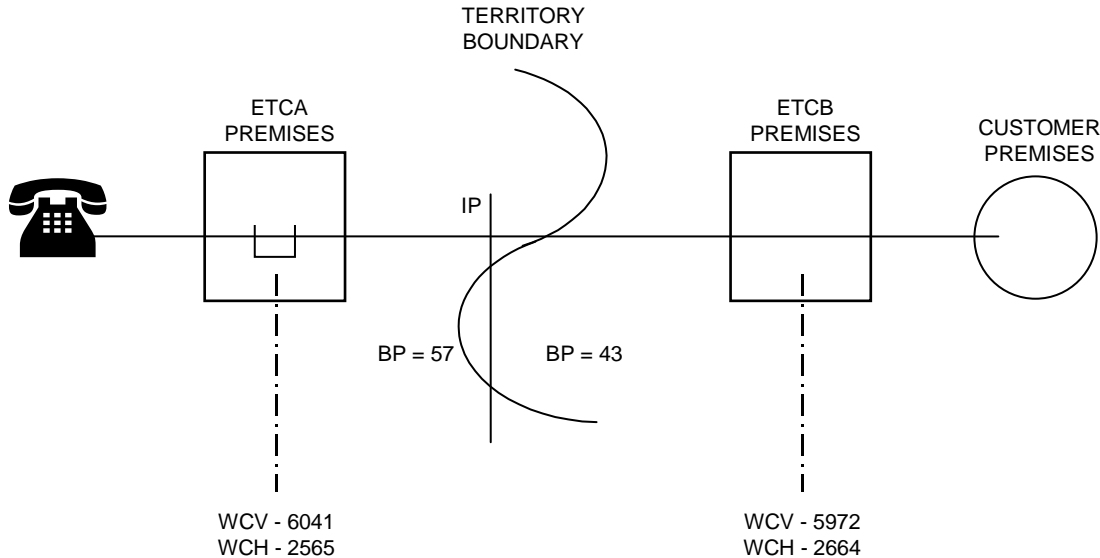 TERRITORY
BOUNDARY
ETCA
PREMISES
ETCB
PREMISES
CUSTOMER
PREMISES
IP
BP = 57
BP = 43
WCV - 6041
WCH - 2565
WCV - 5972
WCH - 2664